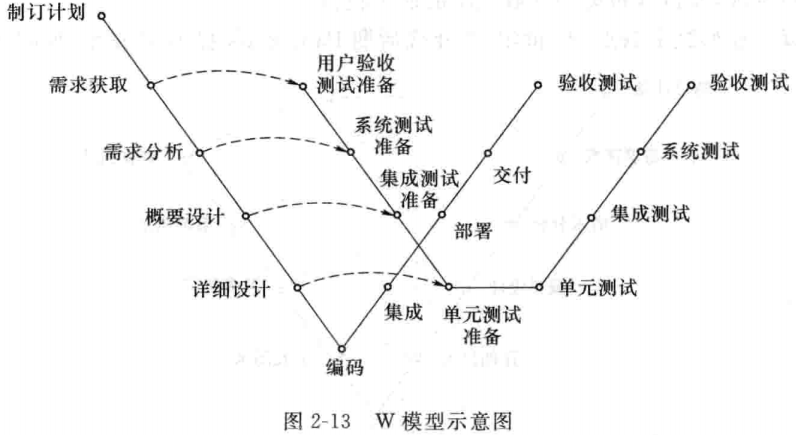 制订计划
需求获取
用户验收
测试准备
验收测试
验收测试
需求分析
系统测试
准备
交付
系统测试
概要设计
集成测试
准备
部署
集成测试
详细设计
集成
单元测试
准备
单元测试
编码
图 2-13 W 模型示意图